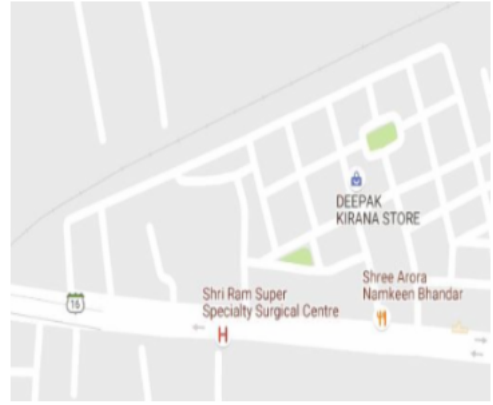 DEEPAK
KIRANA STORE
Shree Arora
Namkeen Bhandar
Shri Ram Super
Specialty Surgical Centre
16
H